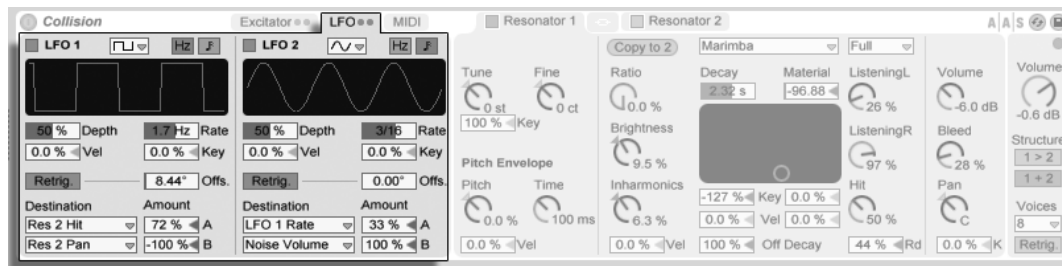 Collision Excitator LFO MIDI Resonator 1 Resonator 2 A A S
LFO 1 Hz LFO 2 Hz Copy to 2 Marimba Full
Tune Fine Ratio Decay Material ListeningL Volume Volume
0 st 0 ct 0.0 % 2.32 s -96.88 26 % -6.0 dB -0.6 dB
50 % Depth 1.7 Hz Rate 50 % Depth 3/16 Rate 100 % Key Brightness ListeningR Bleed Structure
0.0 % Vel 0.0 % Key 0.0 % Vel 0.0 % Key Pitch Envelope 9.5 % 97 % 28 % 1 > 2
Retrig. 8.44° Offs. Retrig. 0.00° Offs. Pitch Time Inharmonics Hit Pan 1 + 2
Destination Amount Destination Amount -127 % Key 0.0 % Voices
Res 2 Hit 72 % A LFO 1 Rate 33 % A 0.0 % 100 ms 6.3 % 0.0 % Vel 0.0 % 50 % C 8
Res 2 Pan -100 % B Noise Volume 100 % B 0.0 % Vel 0.0 % Vel 100 % Off Decay 44 % Rd 0.0 % K Retrig.